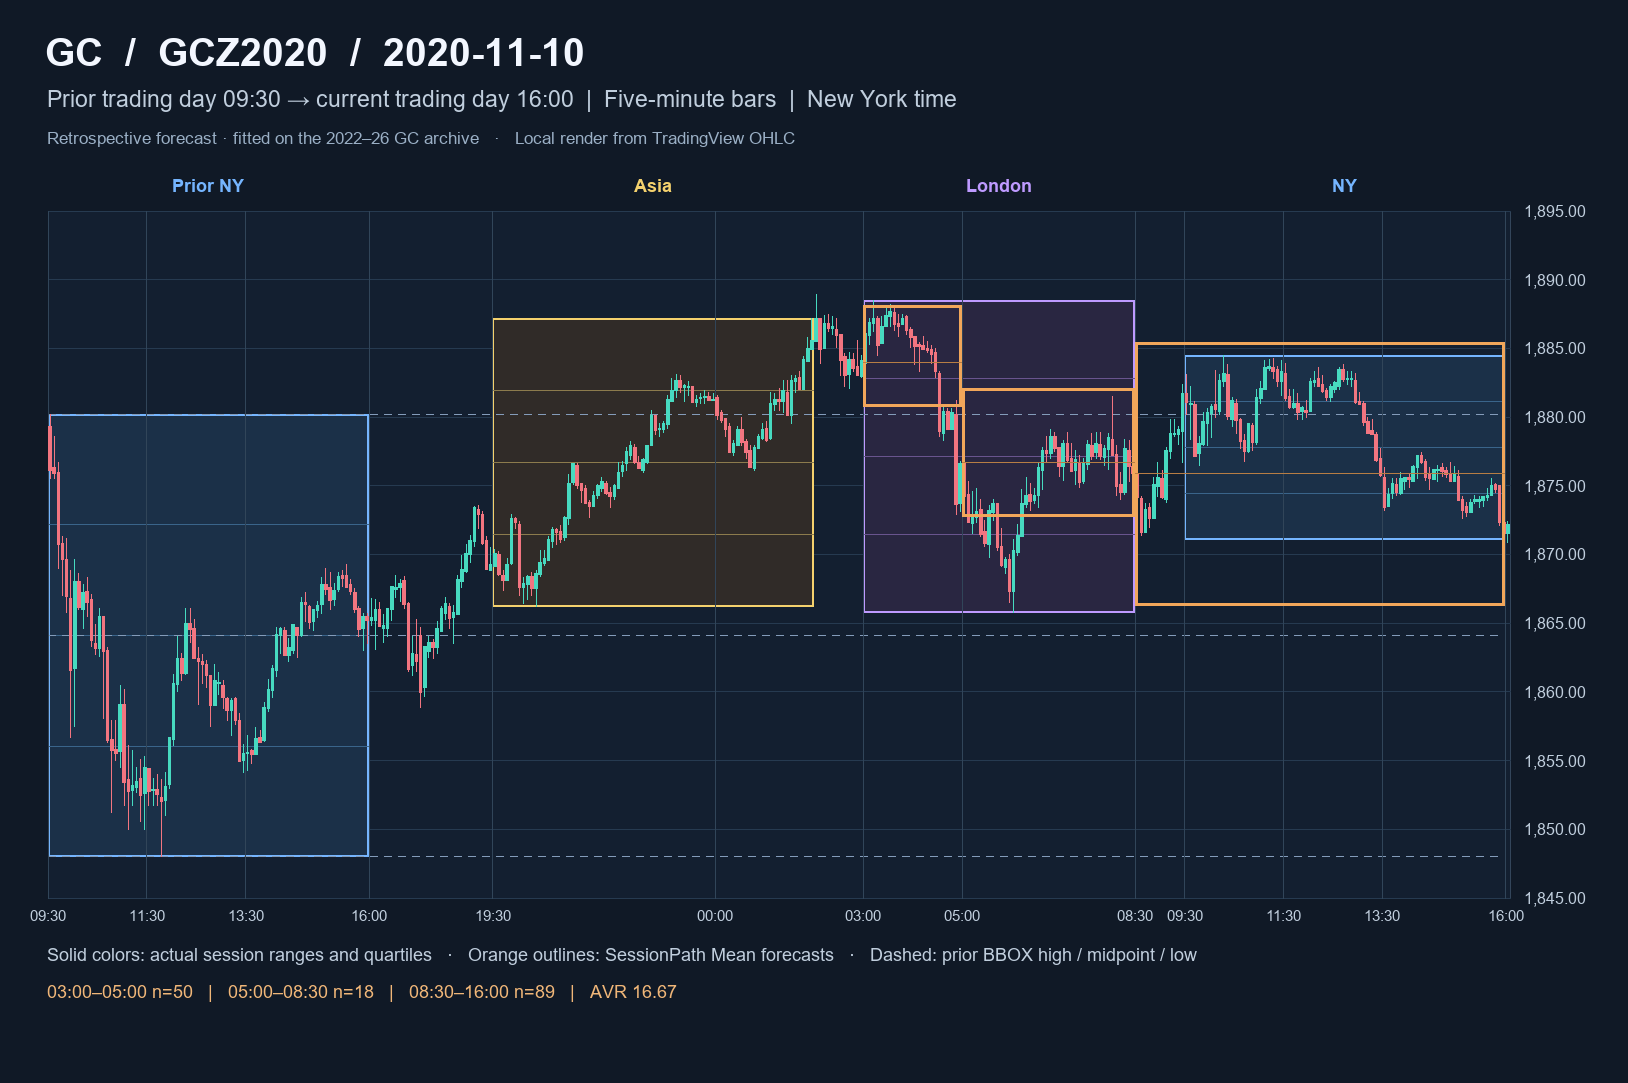 GC / GCZ2020 / 2020-11-10
Prior trading day 09:30 → current trading day 16:00 | Five-minute bars | New York time
Retrospective forecast · fitted on the 2022–26 GC archive · Local render from TradingView OHLC
Prior NY Asia London NY
1,895.00
1,890.00
1,885.00
1,880.00
1,875.00
1,870.00
1,865.00
1,860.00
1,855.00
1,850.00
1,845.00
09:30 11:30 13:30 16:00 19:30 00:00 03:00 05:00 08:30 09:30 11:30 13:30 16:00
Solid colors: actual session ranges and quartiles · Orange outlines: SessionPath Mean forecasts · Dashed: prior BBOX high / midpoint / low
03:00–05:00 n=50 | 05:00–08:30 n=18 | 08:30–16:00 n=89 | AVR 16.67